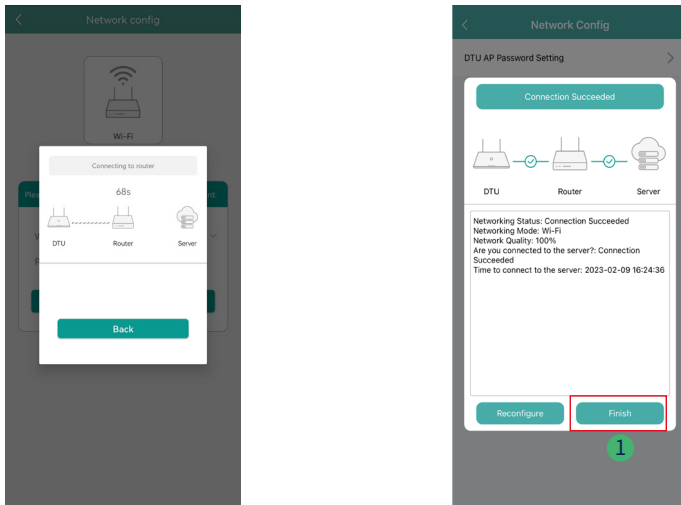 Network config
Wi-Fi
Connecting to router
68s
DTU Router Server
Back
Network Config
DTU AP Password Setting
Connection Succeeded
DTU Router Server
Networking Status: Connection Succeeded
Networking Mode: Wi-Fi
Network Quality: 100%
Are you connected to the server?: Connection
Succeeded
Time to connect to the server: 2023-02-09 16:24:36
Reconfigure Finish
1